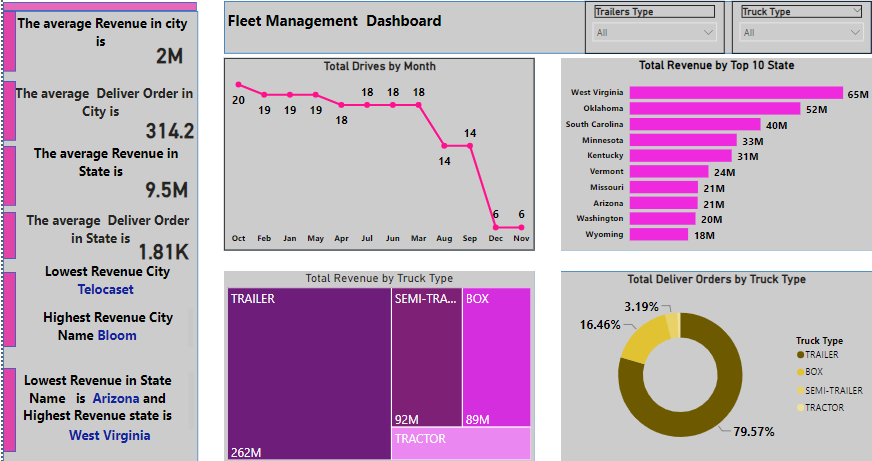 The average Revenue in city
is
2M
The average Deliver Order in
City is
314.2
The average Revenue in
State is
9.5M
The average Deliver Order
in State is
1.81K
Lowest Revenue City
Telocaset
Highest Revenue City
Name Bloom
Lowest Revenue in State
Name is Arizona and
Highest Revenue state is
West Virginia
Fleet Management Dashboard
Trailers Type
All
Truck Type
All
Total Drives by Month
20
19
19
19
18
18
18
18
14
14
6
6
Oct Feb Jan May Apr Jul Jun Mar Aug Sep Dec Nov
Total Revenue by Top 10 State
West Virginia 65M
Oklahoma 52M
South Carolina 40M
Minnesota 33M
Kentucky 31M
Vermont 24M
Missouri 21M
Arizona 21M
Washington 20M
Wyoming 18M
Total Revenue by Truck Type
TRAILER
262M
SEMI-TRA...
92M
BOX
89M
TRACTOR
Total Deliver Orders by Truck Type
3.19%
16.46%
79.57%
Truck Type
TRAILER
BOX
SEMI-TRAILER
TRACTOR